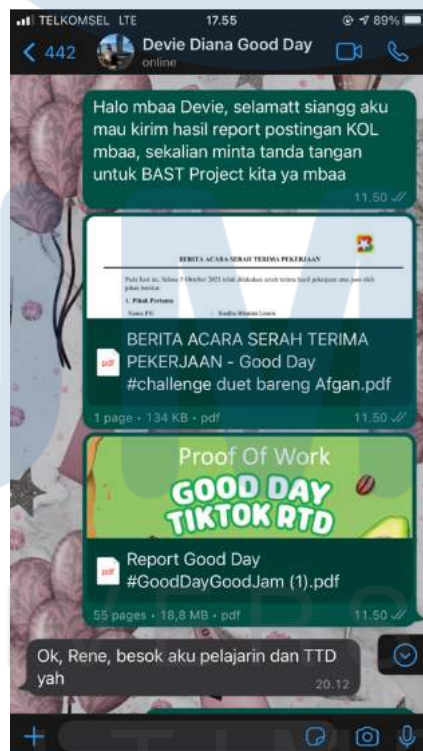 TELKOMSEL LTE 17.55 89%
442 Devie Diana Good Day
online
Halo mbaa Devie, selamatt siangg aku
mau kirim hasil report postingan KOL
mbaa, sekalian minta tanda tangan
untuk BAST Project kita ya mbaa
11.50
BERITA ACARA SERAH TERIMA PEKERJAAN
1. Pihak Pertama
BERITA ACARA SERAH TERIMA
PEKERJAAN - Good Day
#challenge duet bareng Afgan.pdf
pdf
1 page • 134 KB • pdf 11.50
Proof Of Work
GOOD DAY
TIKTOK RTD
Report Good Day
#GoodDayGoodJam (1).pdf
pdf
55 pages • 18,8 MB • pdf 11.50
Ok, Rene, besok aku pelajarin dan TTD
yah
20.12